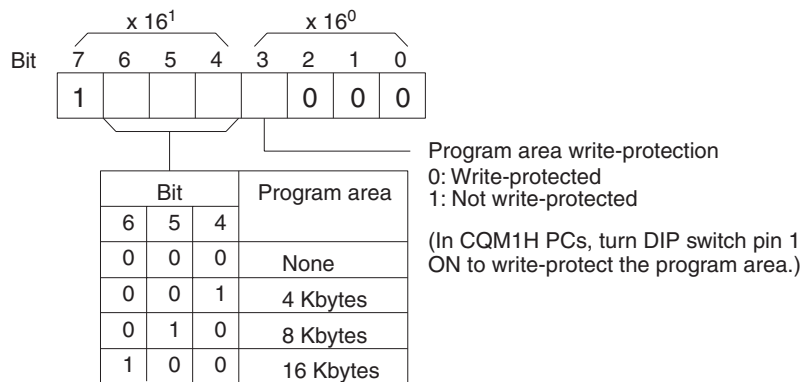 x 16¹ x 16⁰
Bit 7 6 5 4 3 2 1 0
1 0 0 0
Program area write-protection
0: Write-protected
1: Not write-protected
(In CQM1H PCs, turn DIP switch pin 1
ON to write-protect the program area.)
Bit Program area
6 5 4
0 0 0 None
0 0 1 4 Kbytes
0 1 0 8 Kbytes
1 0 0 16 Kbytes